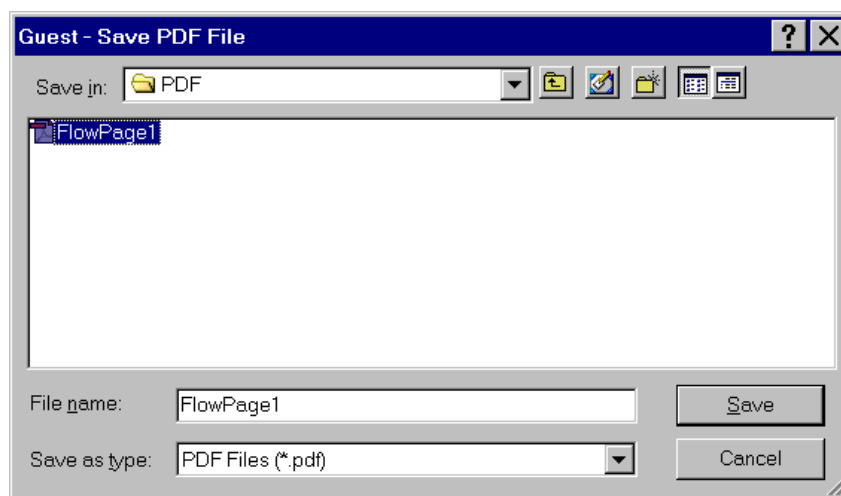 Guest - Save PDF File
Save in: PDF
FlowPage1
File name: FlowPage1 Save
Save as type: PDF Files (*.pdf) Cancel